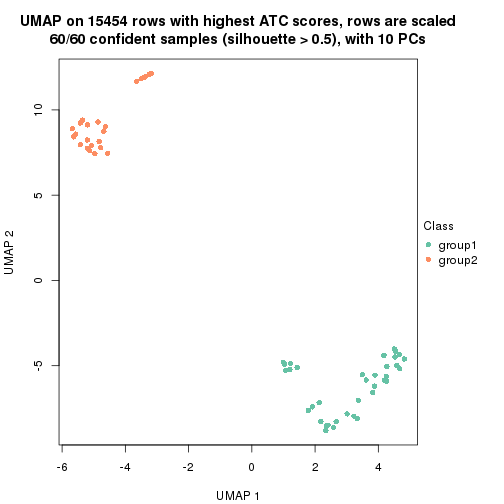 UMAP on 15454 rows with highest ATC scores, rows are scaled
60/60 confident samples (silhouette > 0.5), with 10 PCs
10
5
0
-5
UMAP 2
-6
-4
-2
0
2
4
UMAP 1
Class
group1
group2